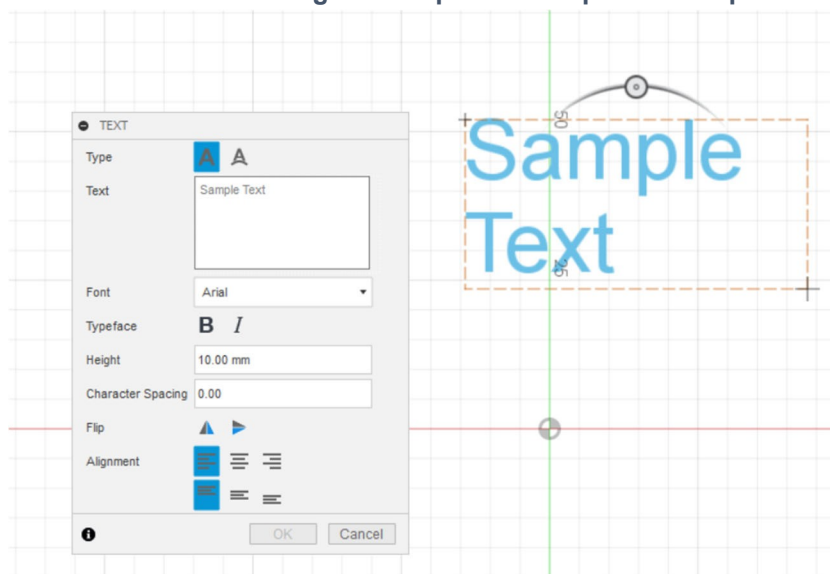 TEXT
Type A A
Text Sample Text
Font Arial
Typeface B I
Height 10.00 mm
Character Spacing 0.00
Flip
Alignment
OK Cancel
50
Sample
Text
25